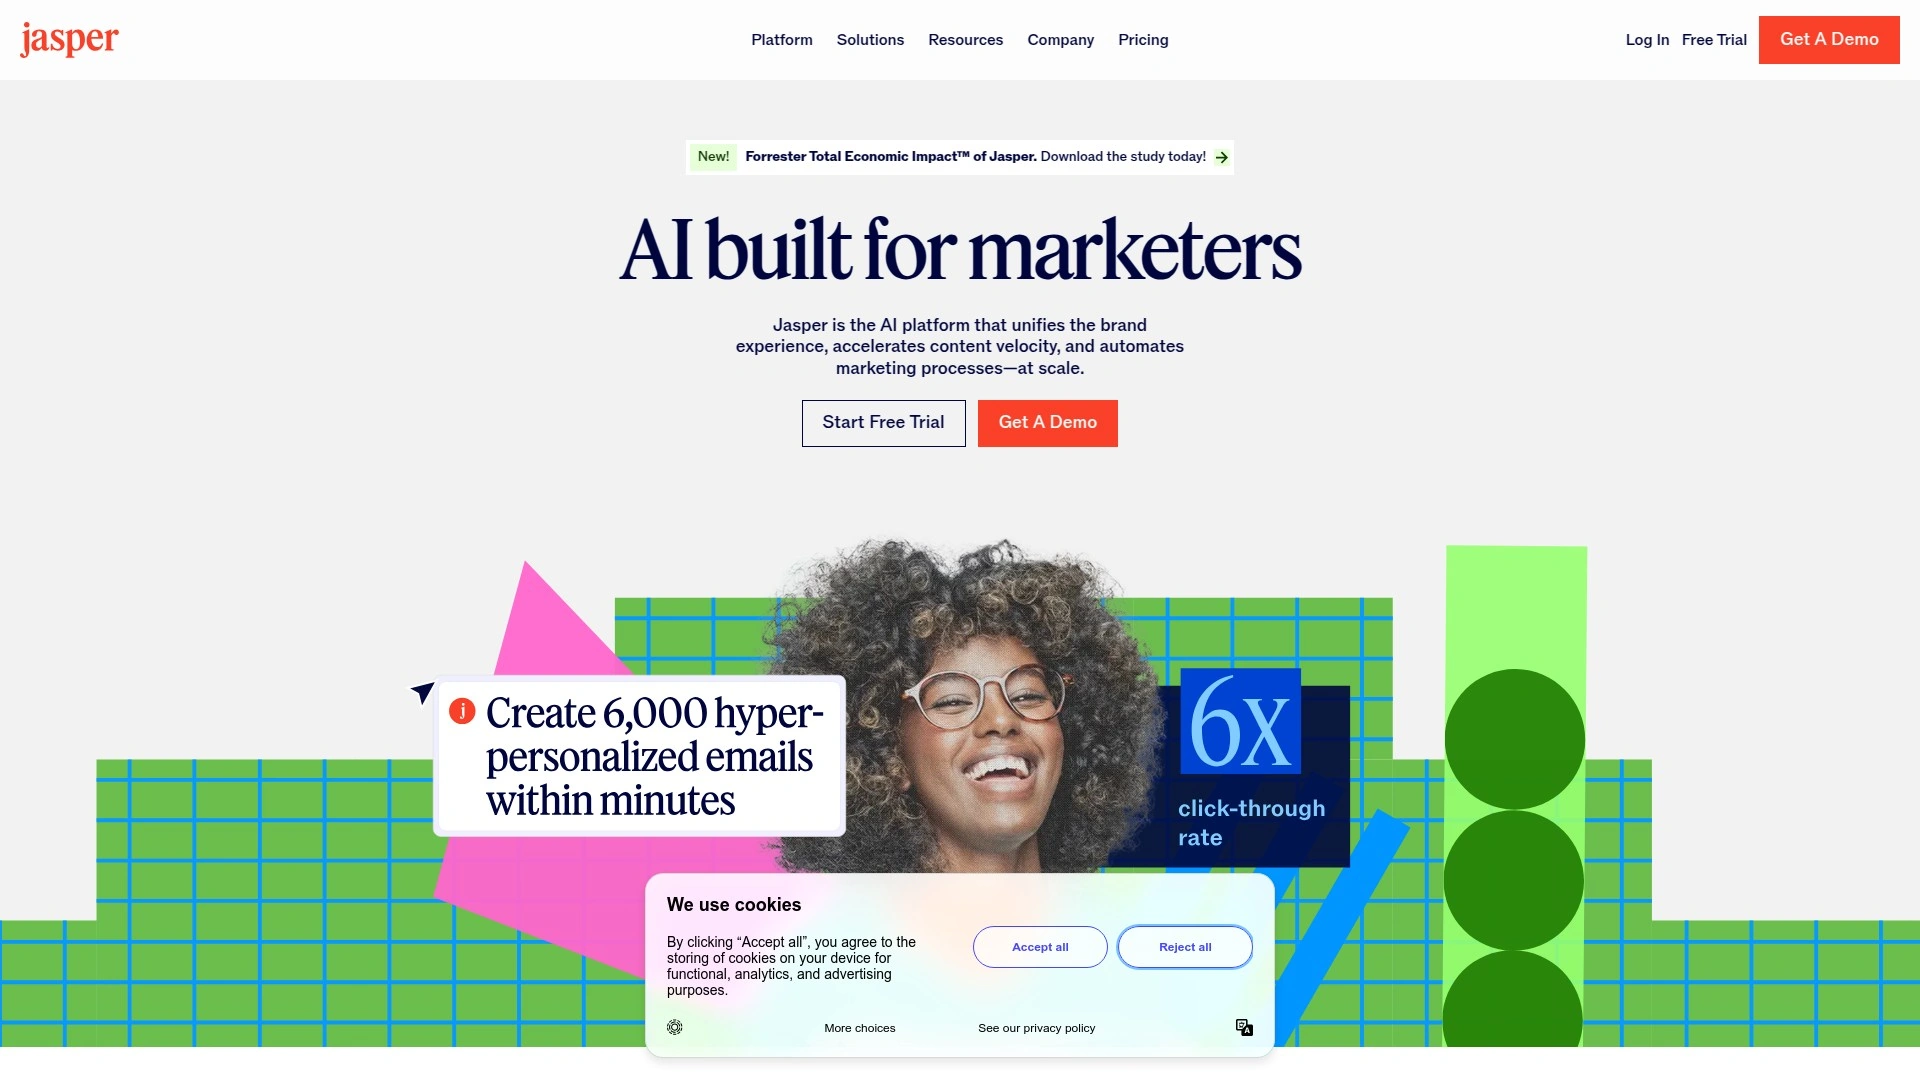 jasper
Platform
Solutions
Resources
Company
Pricing
Log In
Free Trial
Get A Demo
New! Forrester Total Economic Impact™ of Jasper. Download the study today!
AI built for marketers
Jasper is the AI platform that unifies the brand
experience, accelerates content velocity, and automates
marketing processes—at scale.
Start Free Trial
Get A Demo
j
Create 6,000 hyper-
personalized emails
within minutes
6x
click-through
rate
We use cookies
By clicking “Accept all”, you agree to the
storing of cookies on your device for
functional, analytics, and advertising
purposes.
Accept all
Reject all
More choices
See our privacy policy